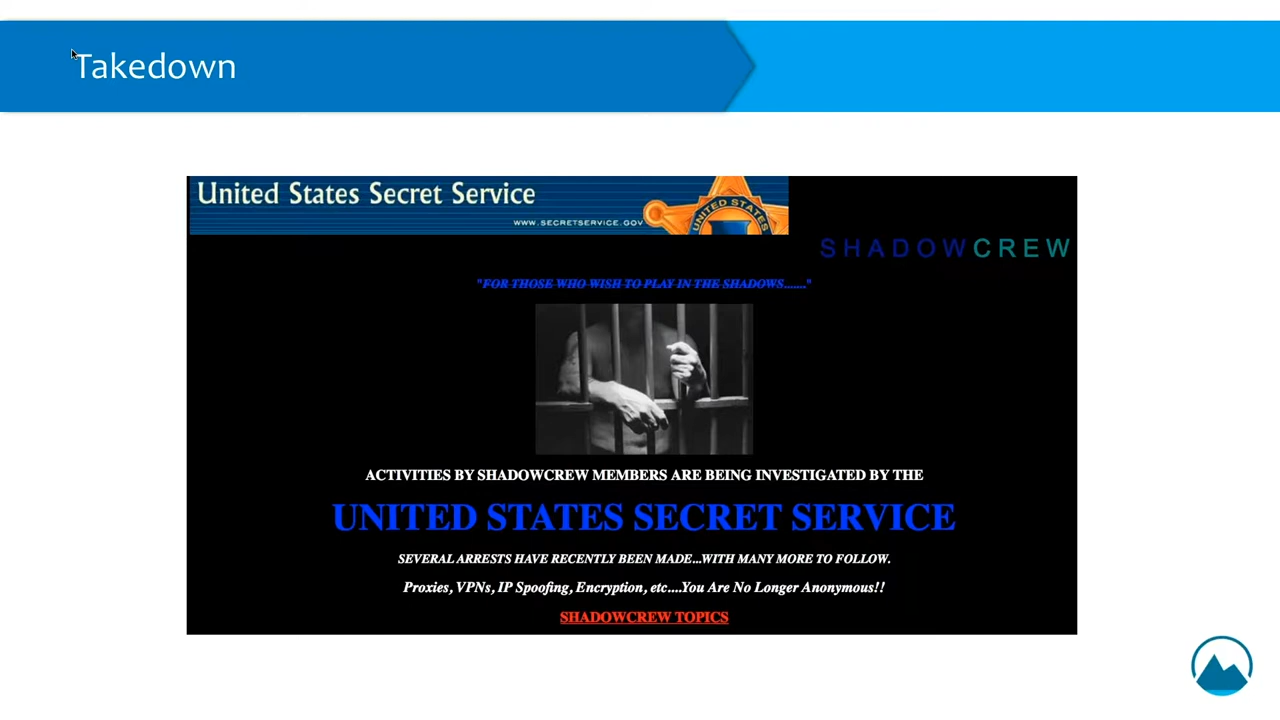 Takedown
United States Secret Service
WWW.SECRETSERVICE.GOV
UNITED STATES
SHADOWCREW
"FOR THOSE WHO WISH TO PLAY IN THE SHADOWS……"
ACTIVITIES BY SHADOWCREW MEMBERS ARE BEING INVESTIGATED BY THE
UNITED STATES SECRET SERVICE
SEVERAL ARRESTS HAVE RECENTLY BEEN MADE...WITH MANY MORE TO FOLLOW.
Proxies, VPNs, IP Spoofing, Encryption, etc....You Are No Longer Anonymous!!
SHADOWCREW TOPICS